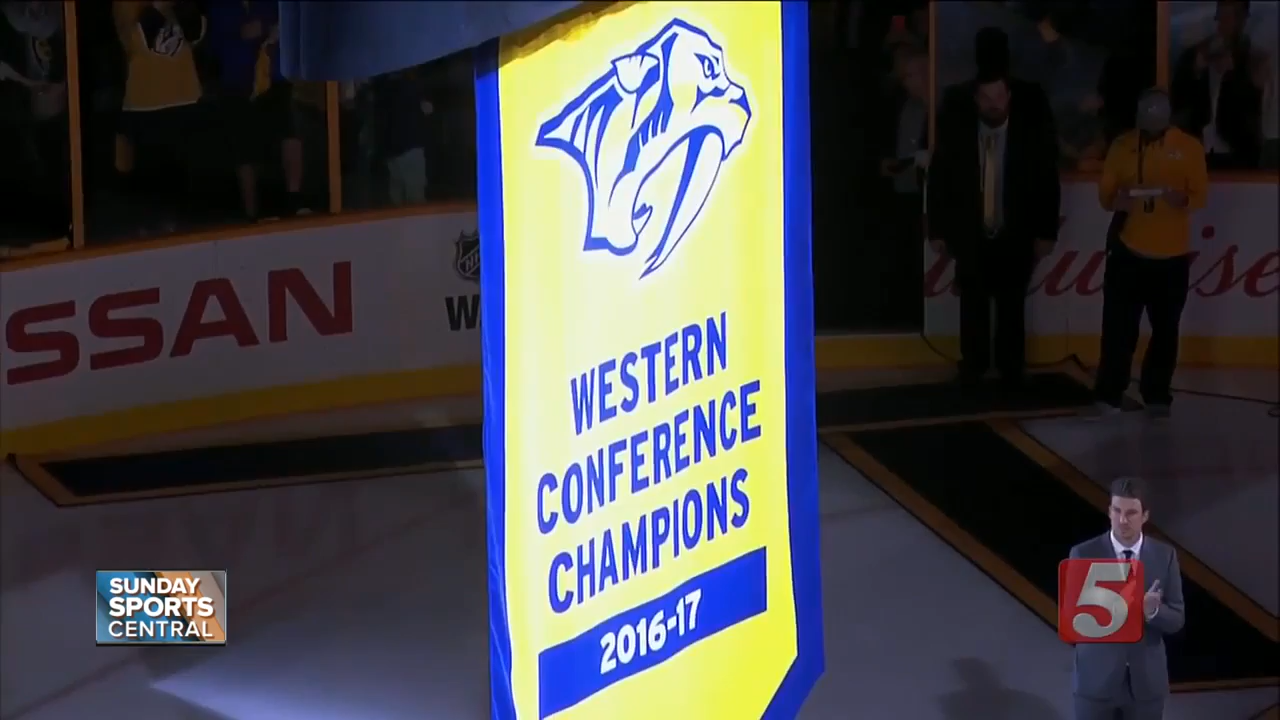 SSAN
WESTERN
CONFERENCE
CHAMPIONS
2016-17
SUNDAY
SPORTS
CENTRAL
5